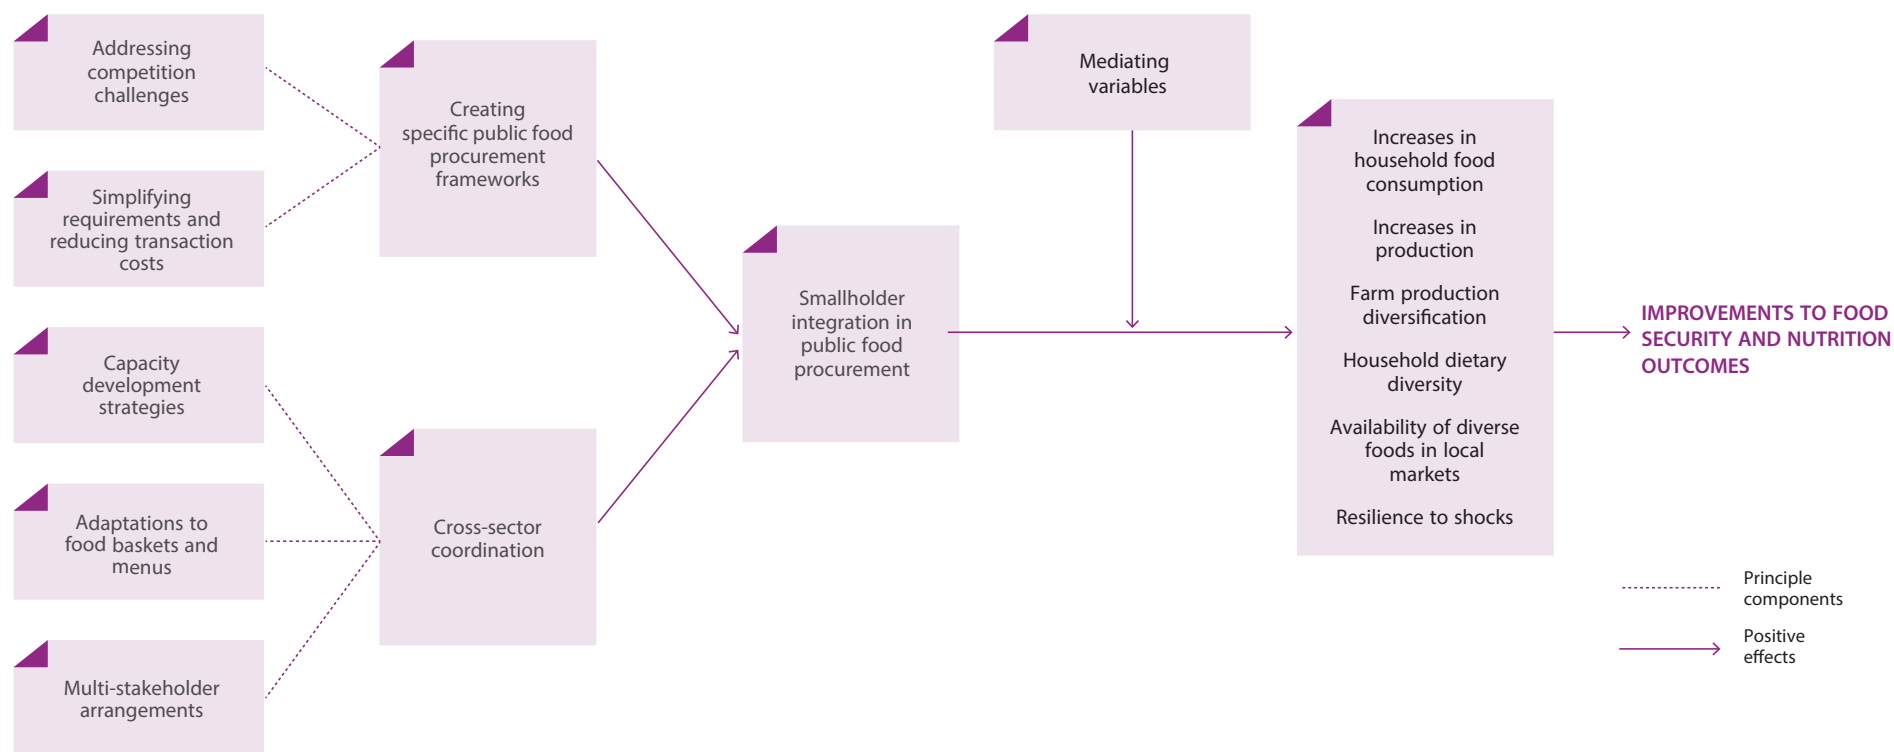 Addressing
competition
challenges
Simplifying
requirements and
reducing transaction
costs
Capacity
development
strategies
Adaptations to
food baskets and
menus
Multi-stakeholder
arrangements
Creating
specific public food
procurement
frameworks
Cross-sector
coordination
Smallholder
integration in
public food
procurement
Mediating
variables
Increases in
household food
consumption
Increases in
production
Farm production
diversification
Household dietary
diversity
Availability of diverse
foods in local
markets
Resilience to shocks
IMPROVEMENTS TO FOOD
SECURITY AND NUTRITION
OUTCOMES
Principle
components
Positive
effects